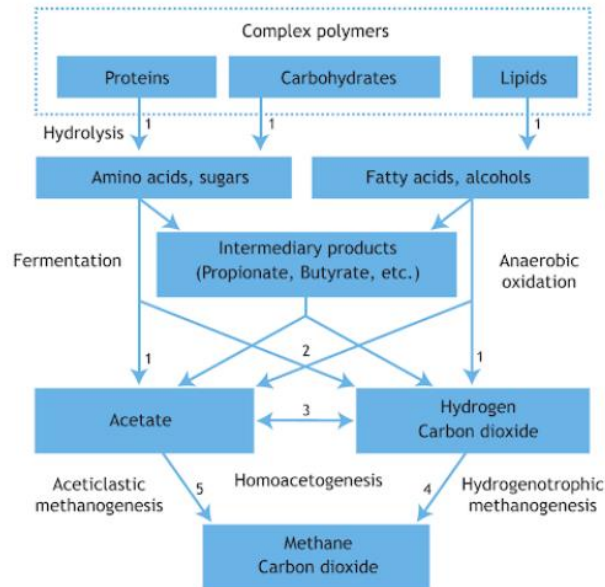 Complex polymers
Proteins
Carbohydrates
Lipids
1
1
1
Hydrolysis
Amino acids, sugars
Fatty acids, alcohols
Fermentation
Intermediary products
(Propionate, Butyrate, etc.)
Anaerobic
oxidation
1
2
1
Acetate
3
Hydrogen
Carbon dioxide
Aceticlastic
methanogenesis
5
Homoacetogenesis
4
Hydrogenotrophic
methanogenesis
Methane
Carbon dioxide